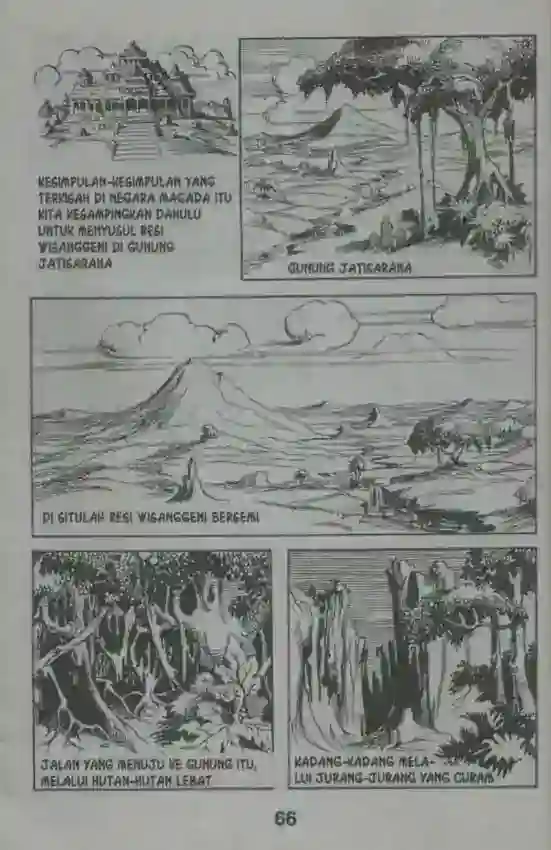 KESIMPULAN-KESIMPULAN YANG
TERKISAH DI NEGARA MAGADA ITU
KITA KESAMPINGKAN DAHULU
UNTUK MENYUSUL RESI
WISANGGENI DI GUNUNG
JATISARANA
GUNUNG JATISARANA
DI SITULAH RESI WISANGGENI BERSEMI
JALAN YANG MENUJU KE GUNUNG ITU,
MELALUI HUTAN-HUTAN LEBAT
KADANG-KADANG MELA-
LUI JURANG-JURANG YANG CURAM
66